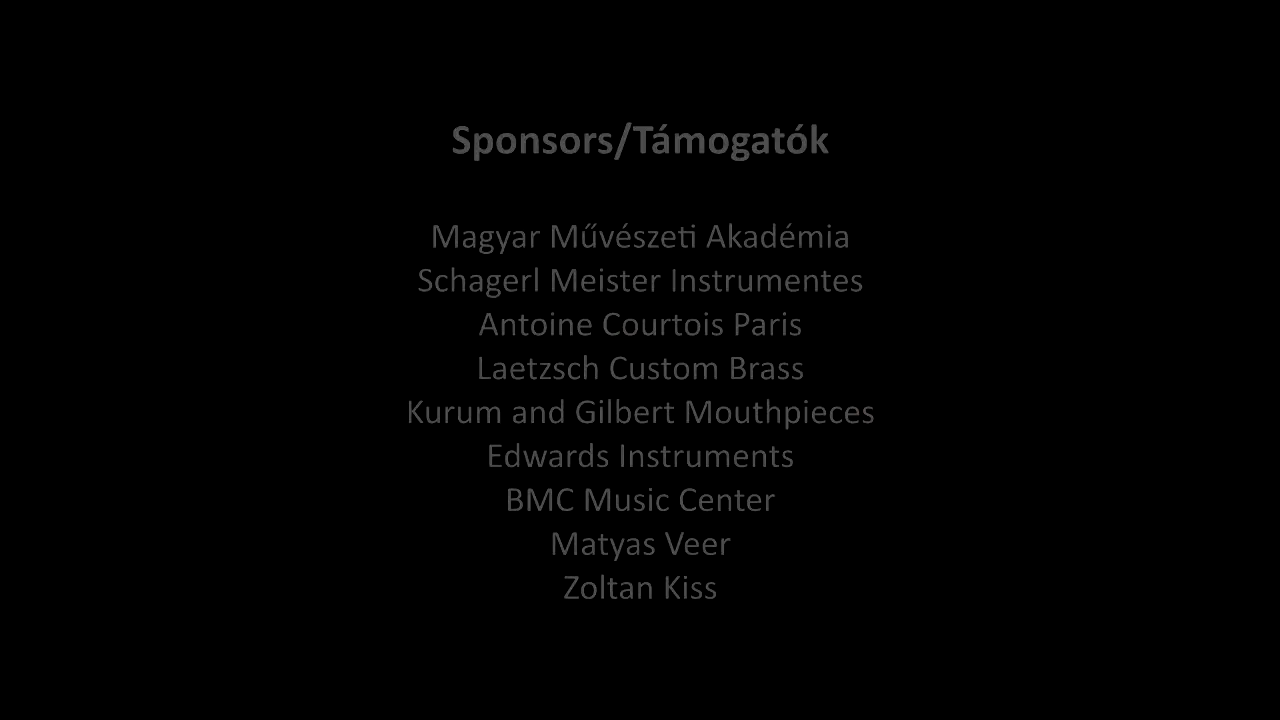 Sponsors/Támogatók
Magyar Művészeti Akadémia
Schagerl Meister Instrumentes
Antoine Courtois Paris
Laetzsch Custom Brass
Kurum and Gilbert Mouthpieces
Edwards Instruments
BMC Music Center
Matyas Veer
Zoltan Kiss